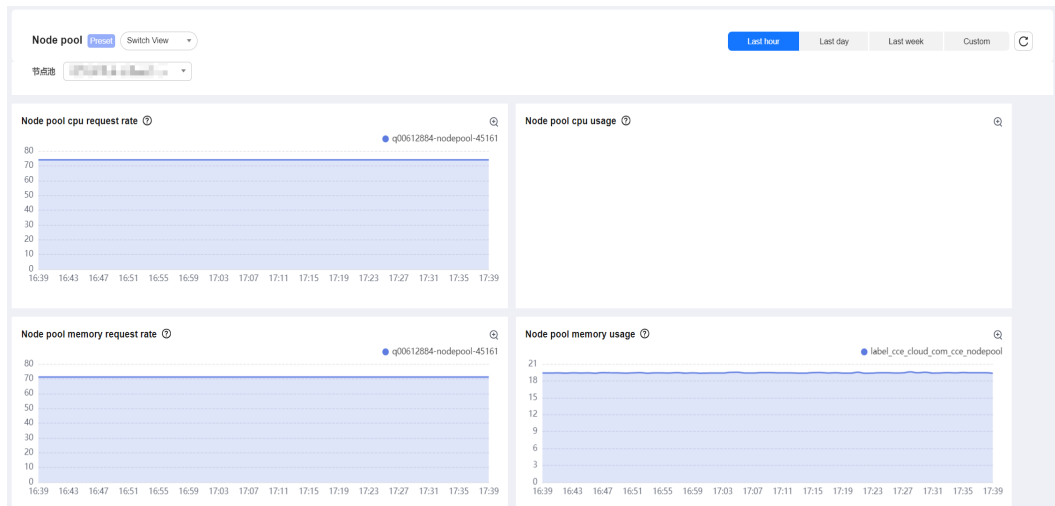 Node pool Preset Switch View Last hour Last day Last week Custom
节点池
Node pool cpu request rate
q00612884-nodepool-45161
80
70
60
50
40
30
20
10
0
16:39 16:43 16:47 16:51 16:55 16:59 17:03 17:07 17:11 17:15 17:19 17:23 17:27 17:31 17:35 17:39
Node pool cpu usage
Node pool memory request rate
q00612884-nodepool-45161
80
70
60
50
40
30
20
10
0
16:39 16:43 16:47 16:51 16:55 16:59 17:03 17:07 17:11 17:15 17:19 17:23 17:27 17:31 17:35 17:39
Node pool memory usage
label_cce_cloud_com_cce_nodepool
21
18
15
12
9
6
3
0
16:39 16:43 16:47 16:51 16:55 16:59 17:03 17:07 17:11 17:15 17:19 17:23 17:27 17:31 17:35 17:39